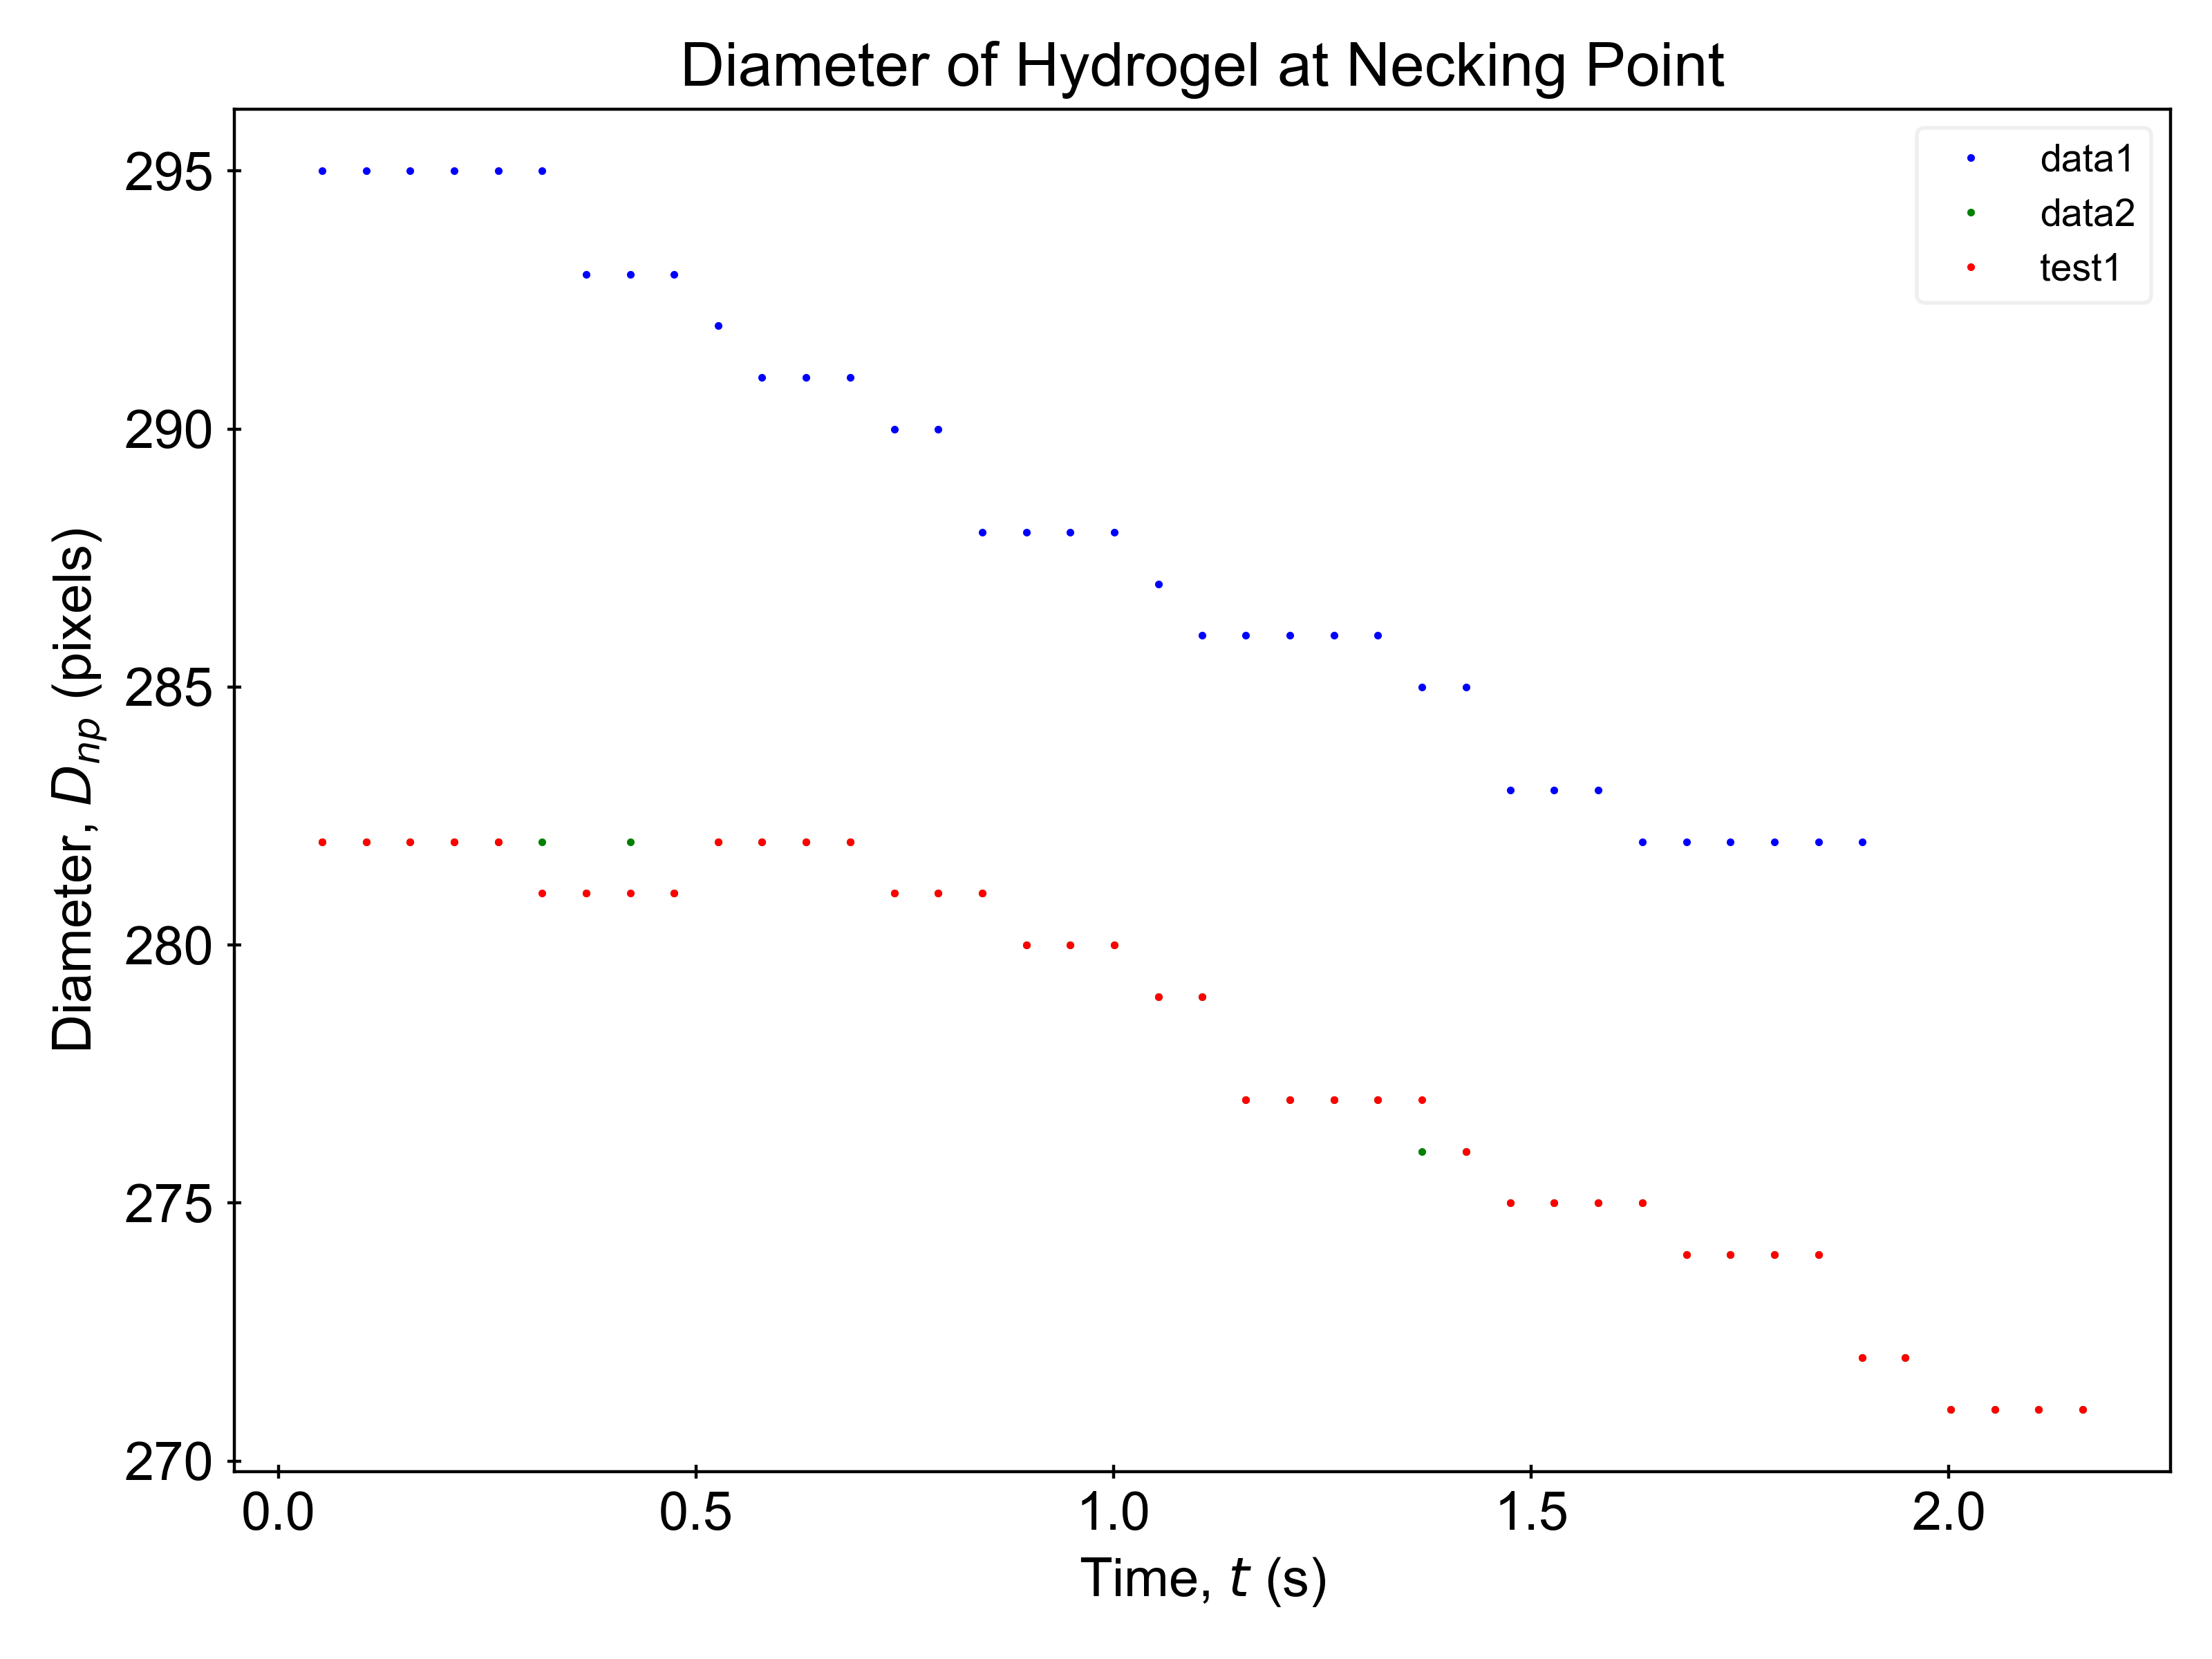 Diameter of Hydrogel at Necking Point
data1
data2
test1
295
290
285
280
275
270
Diameter, Dnp (pixels)
0.0 0.5 1.0 1.5 2.0
Time, t (s)